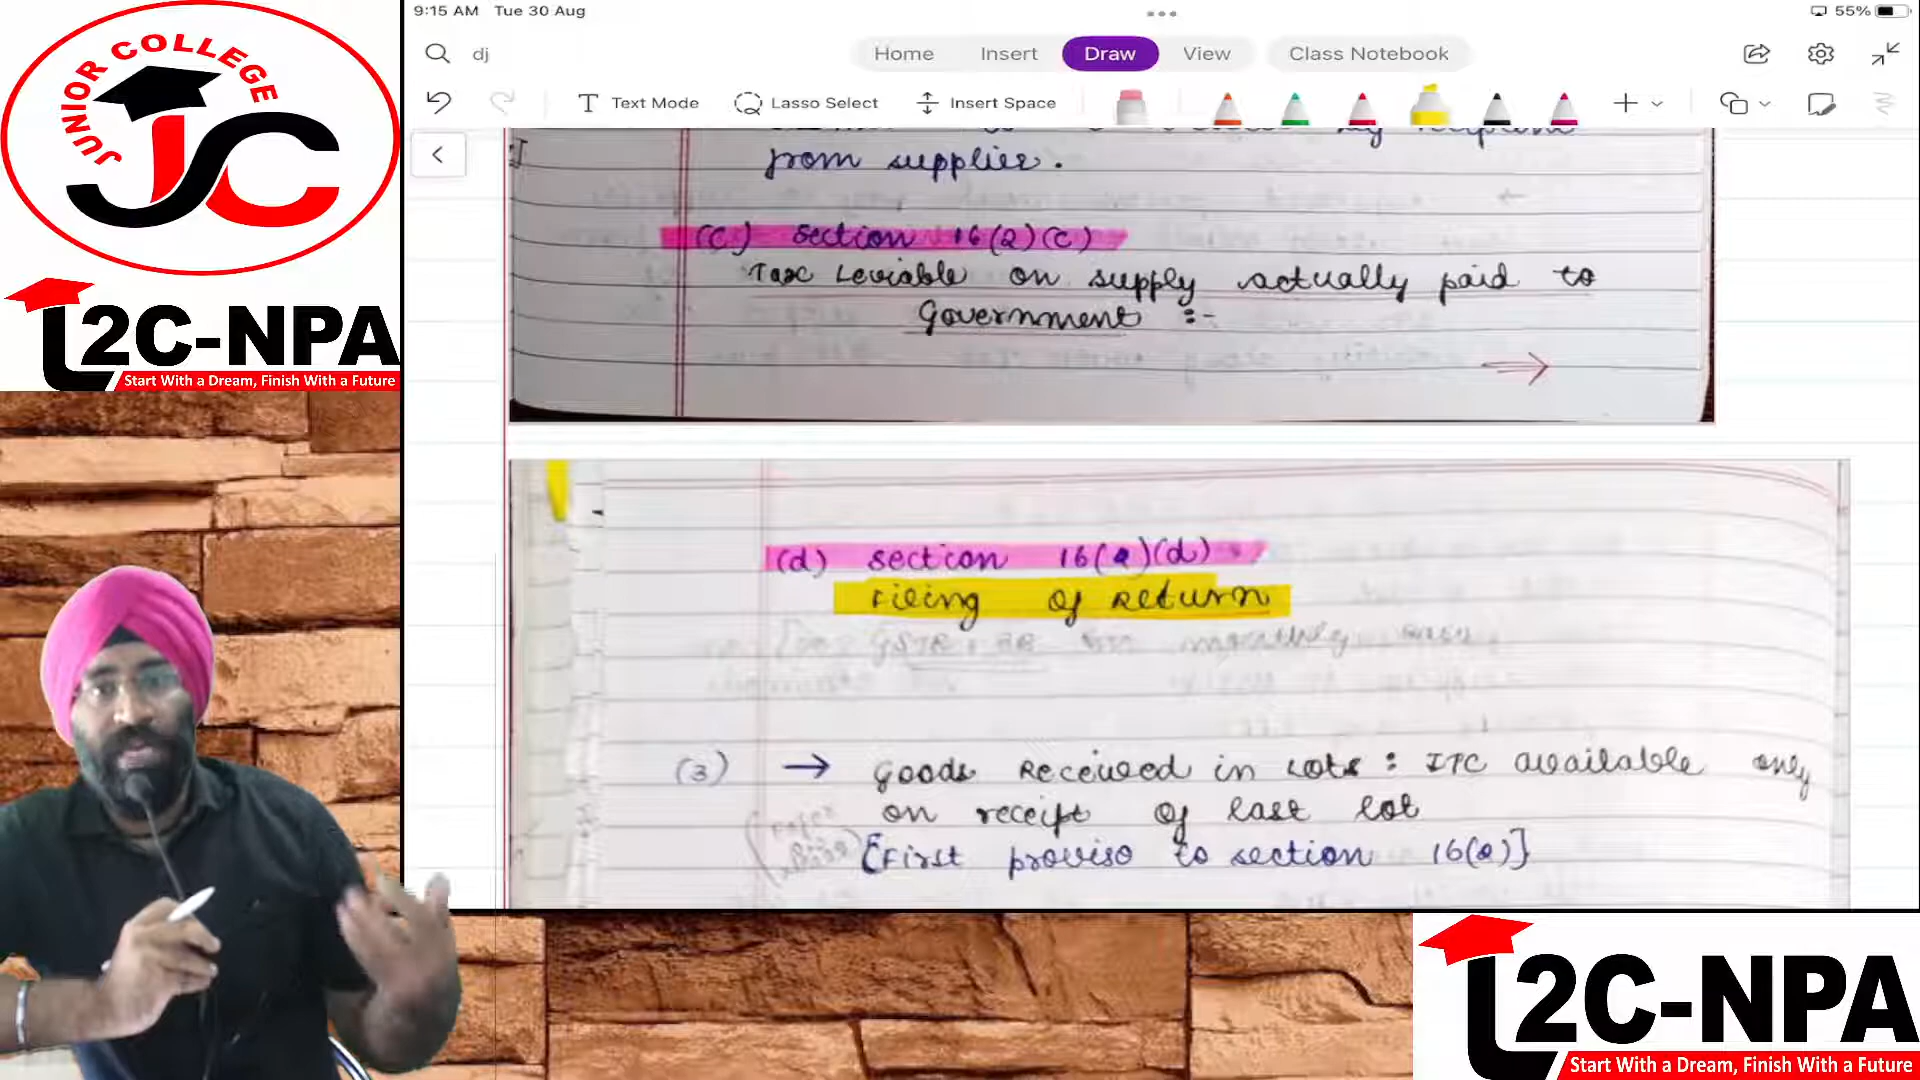 9:15 AM Tue 30 Aug
55%
JUNIOR COLLEGE
JC
L2C-NPA
Start With a Dream, Finish With a Future
dj
Home Insert Draw View Class Notebook
Text Mode Lasso Select Insert Space
from supplier.
(c) section 16(2)(c)
Tax Leviable on supply actually paid to
Government :-
(d) section 16(2)(d)
Filing of Return
(3) → Goods Received in Lots : ITC available only
on receipt of last lot
[First proviso to section 16(2)]
L2C-NPA
Start With a Dream, Finish With a Future